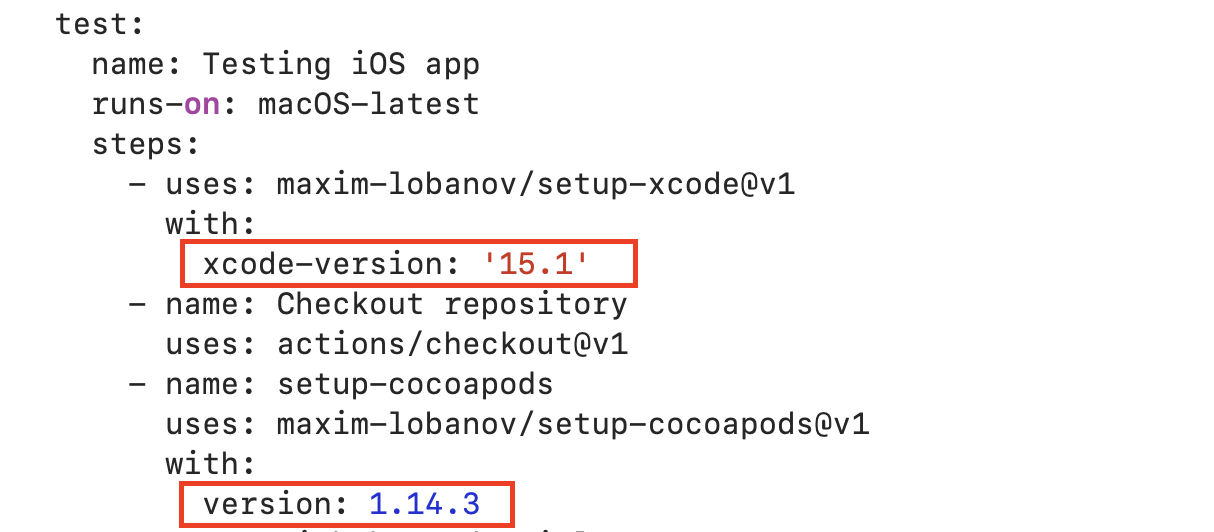 test:
name: Testing iOS app
runs-on: macOS-latest
steps:
- uses: maxim-lobanov/setup-xcode@v1
with:
xcode-version: '15.1'
- name: Checkout repository
uses: actions/checkout@v1
- name: setup-cocoapods
uses: maxim-lobanov/setup-cocoapods@v1
with:
version: 1.14.3